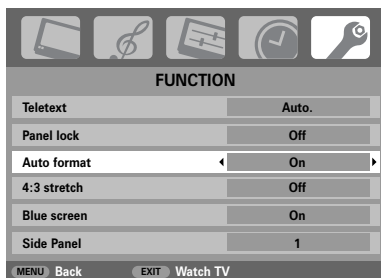 FUNCTION
Teletext Auto.
Panel lock Off
Auto format On
4:3 stretch Off
Blue screen On
Side Panel 1
MENU Back EXIT Watch TV